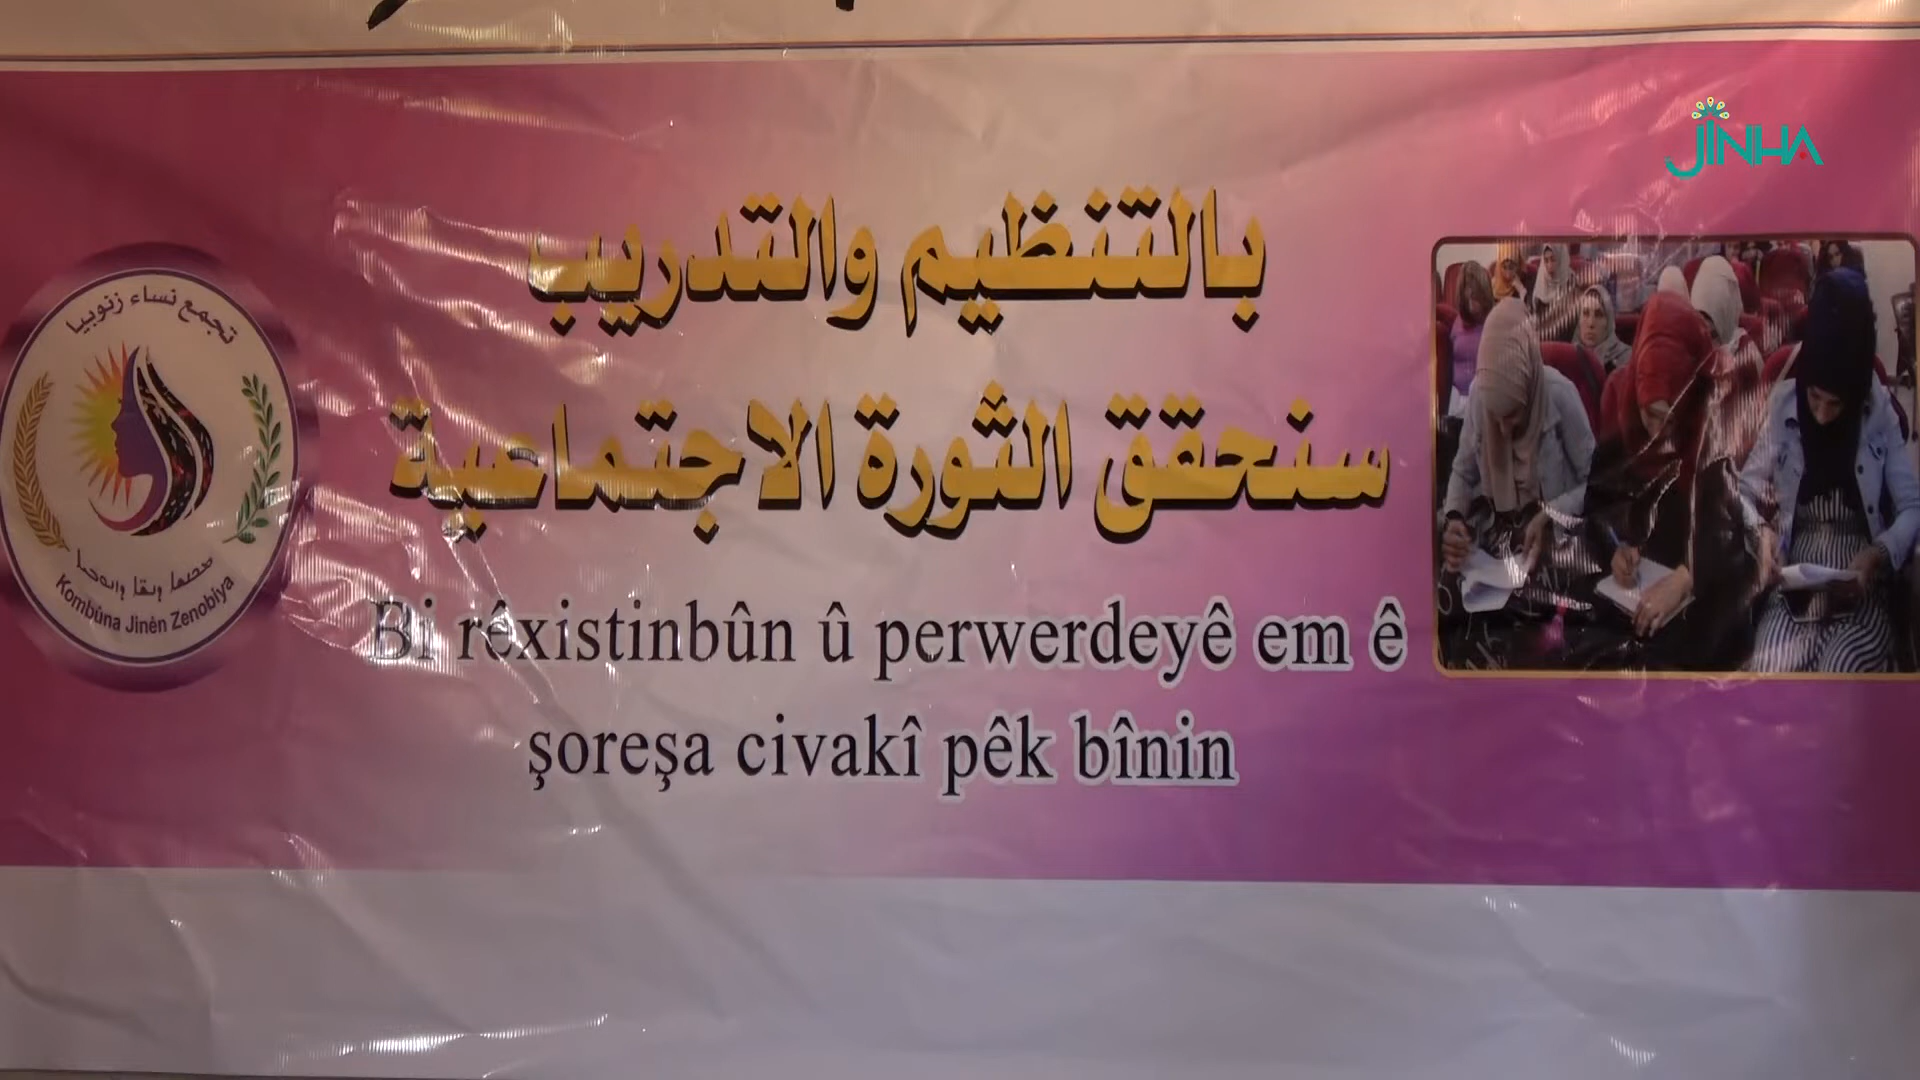 JINHA
بالتنظيم والتدريب
سنحقق الثورة الاجتماعية
Bi rêxistinbûn û perwerdeyê em ê
şoreşa civakî pêk bînin
تجمع نساء زنوبيا
Kombûna Jinên Zenobiya